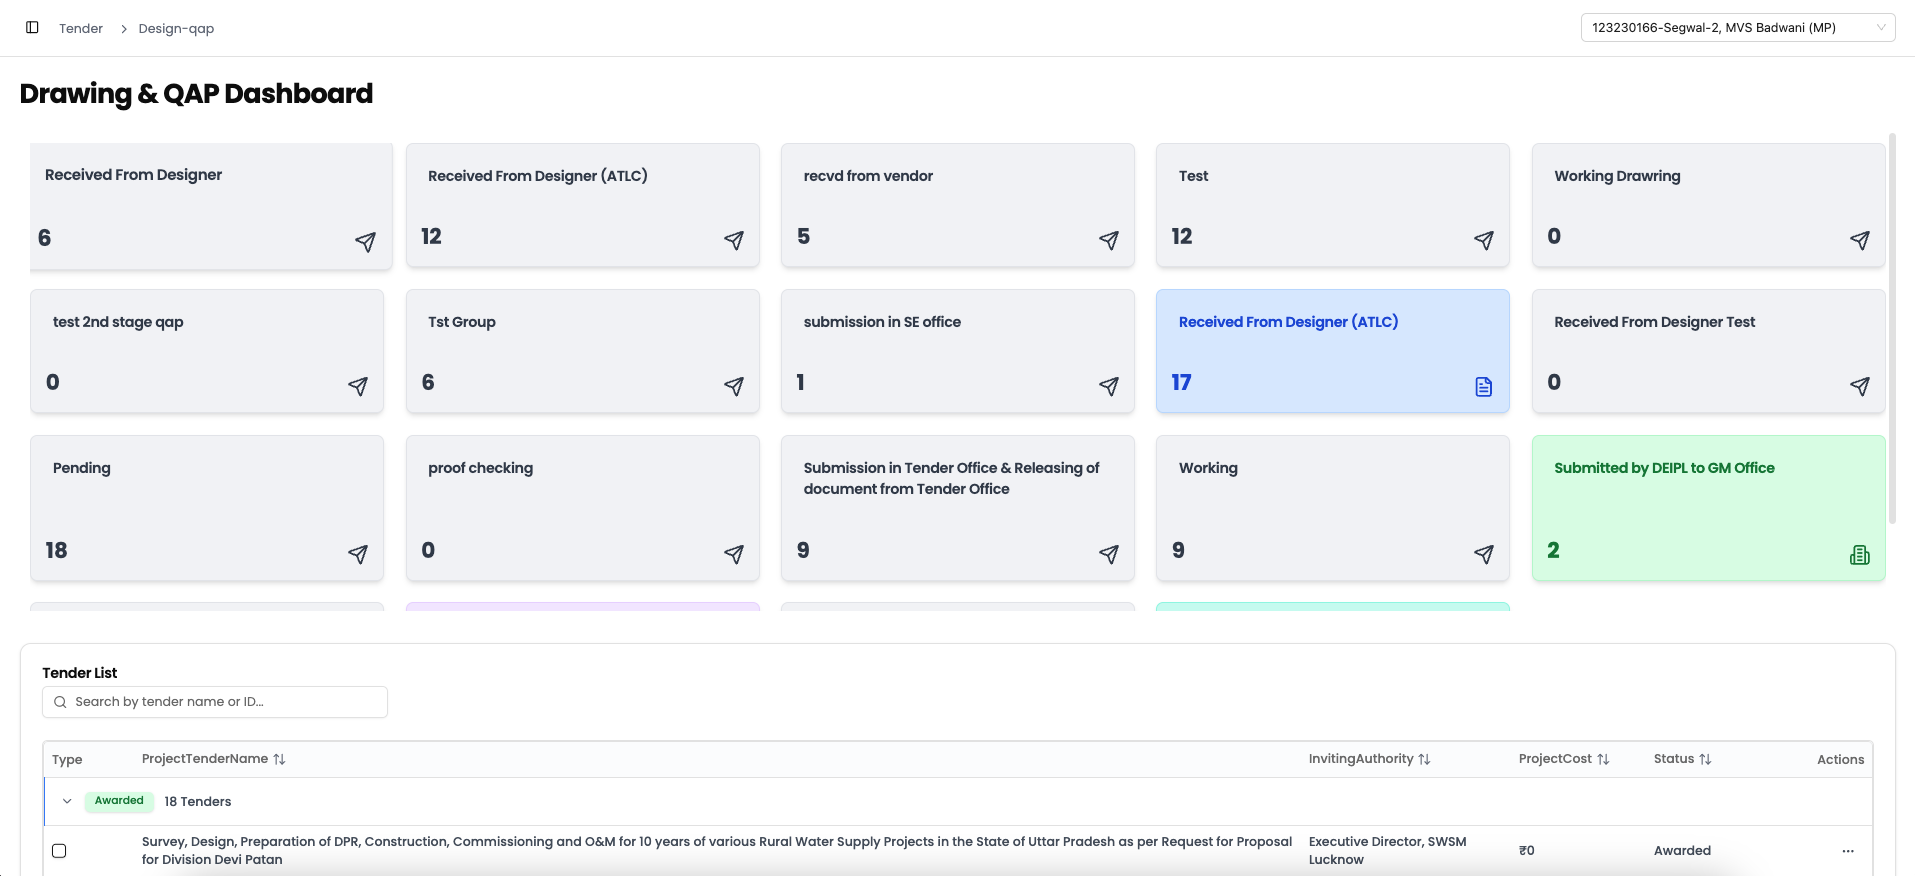 Tender > Design-qap
123230166-Segwal-2, MVS Badwani (MP)
Drawing & QAP Dashboard
Received From Designer
6
Received From Designer (ATLC)
12
recvd from vendor
5
Test
12
Working Drawring
0
test 2nd stage qap
0
Tst Group
6
submission in SE office
1
Received From Designer (ATLC)
17
Received From Designer Test
0
Pending
18
proof checking
0
Submission in Tender Office & Releasing of
document from Tender Office
9
Working
9
Submitted by DEIPL to GM Office
2
Tender List
Search by tender name or ID...
Type ProjectTenderName InvitingAuthority ProjectCost Status Actions
Awarded 18 Tenders
Survey, Design, Preparation of DPR, Construction, Commissioning and O&M for 10 years of various Rural Water Supply Projects in the State of Uttar Pradesh as per Request for Proposal
for Division Devi Patan
Executive Director, SWSM
Lucknow
₹0
Awarded
...